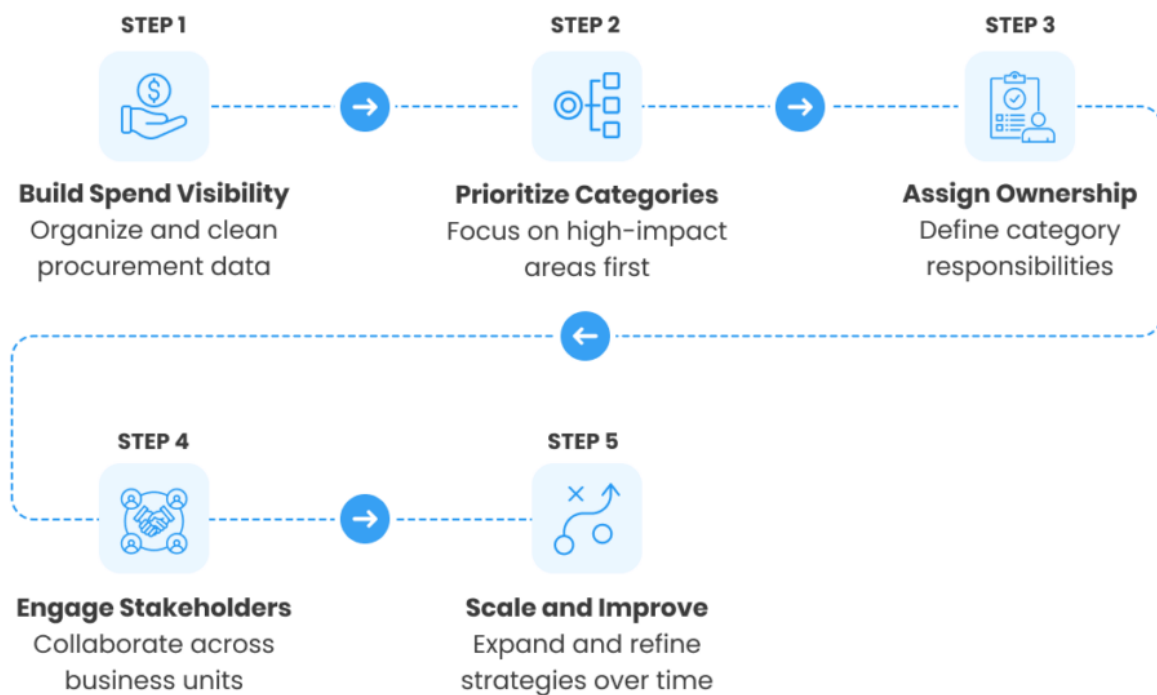 STEP 1
Build Spend Visibility
Organize and clean
procurement data
STEP 2
Prioritize Categories
Focus on high-impact
areas first
STEP 3
Assign Ownership
Define category
responsibilities
STEP 4
Engage Stakeholders
Collaborate across
business units
STEP 5
Scale and Improve
Expand and refine
strategies over time